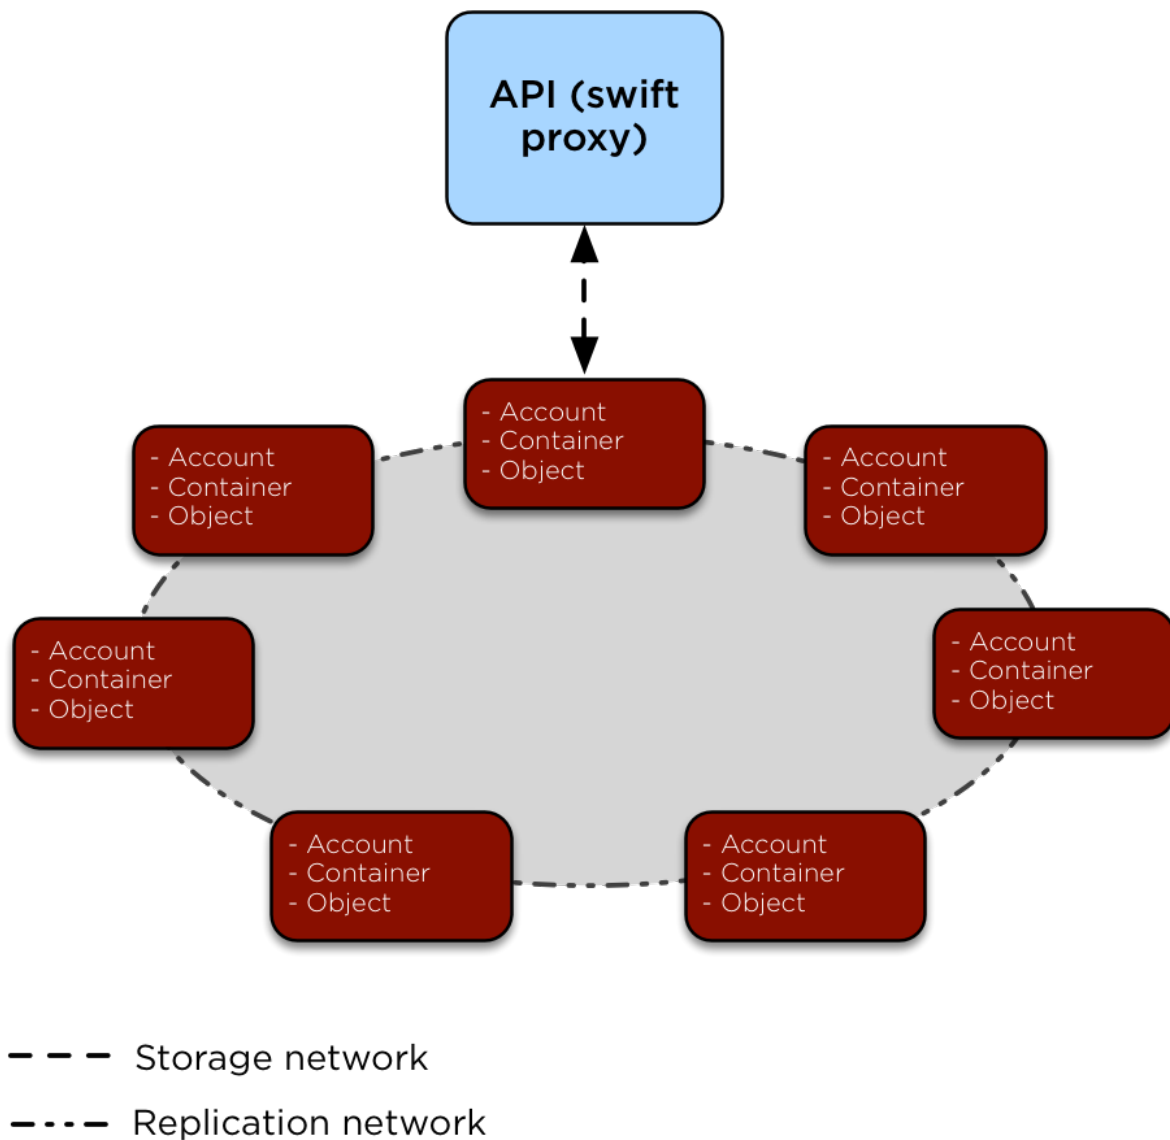 API (swift
proxy)
- Account
- Container
- Object
- Account
- Container
- Object
- Account
- Container
- Object
- Account
- Container
- Object
- Account
- Container
- Object
- Account
- Container
- Object
- Account
- Container
- Object
Storage network
Replication network